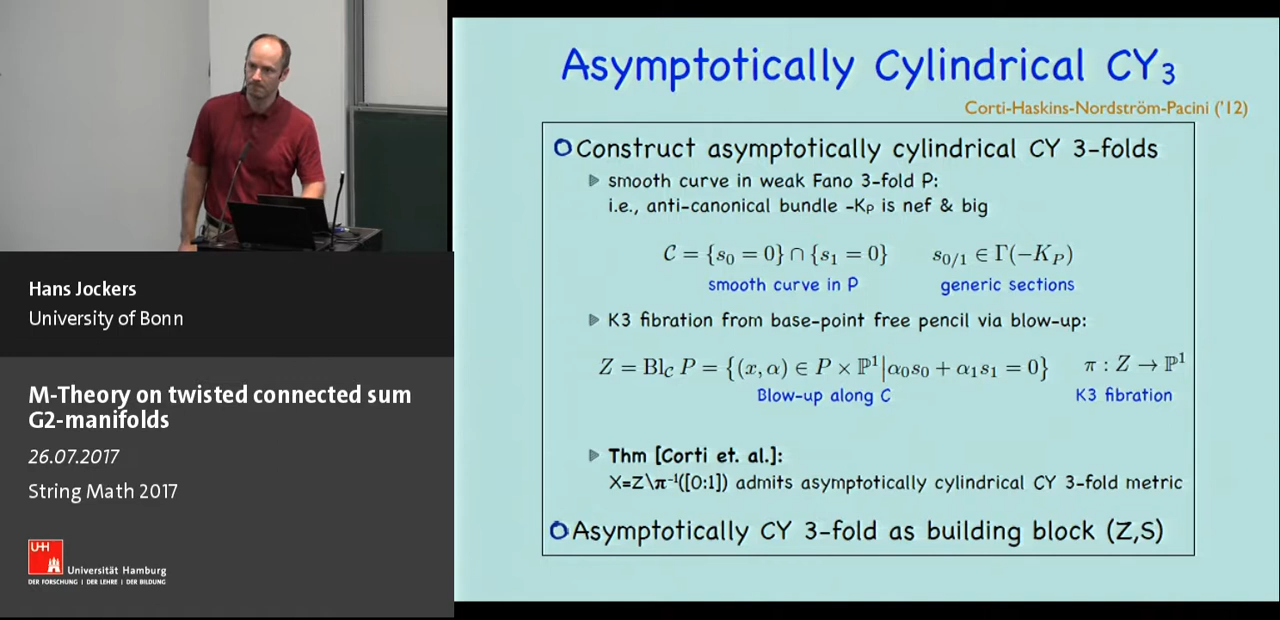 Asymptotically Cylindrical CY₃
Corti-Haskins-Nordström-Pacini ('12)
Construct asymptotically cylindrical CY 3-folds
smooth curve in weak Fano 3-fold P:
i.e., anti-canonical bundle -Kₚ is nef & big
C = {s₀ = 0} ∩ {s₁ = 0} s₀/₁ ∈ Γ(−K_P)
smooth curve in P generic sections
K3 fibration from base-point free pencil via blow-up:
Z = Bl_C P = {(x, α) ∈ P × ℙ¹|α₀s₀ + α₁s₁ = 0} π : Z → ℙ¹
Blow-up along C K3 fibration
Thm [Corti et. al.]:
X=Z\π⁻¹([0:1]) admits asymptotically cylindrical CY 3-fold metric
Asymptotically CY 3-fold as building block (Z,S)
Hans Jockers
University of Bonn
M-Theory on twisted connected sum
G2-manifolds
26.07.2017
String Math 2017
UH
Universität Hamburg
DER FORSCHUNG | DER LEHRE | DER BILDUNG